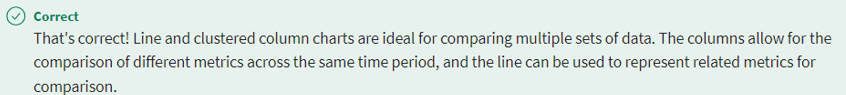 Correct
That's correct! Line and clustered column charts are ideal for comparing multiple sets of data. The columns allow for the
comparison of different metrics across the same time period, and the line can be used to represent related metrics for
comparison.